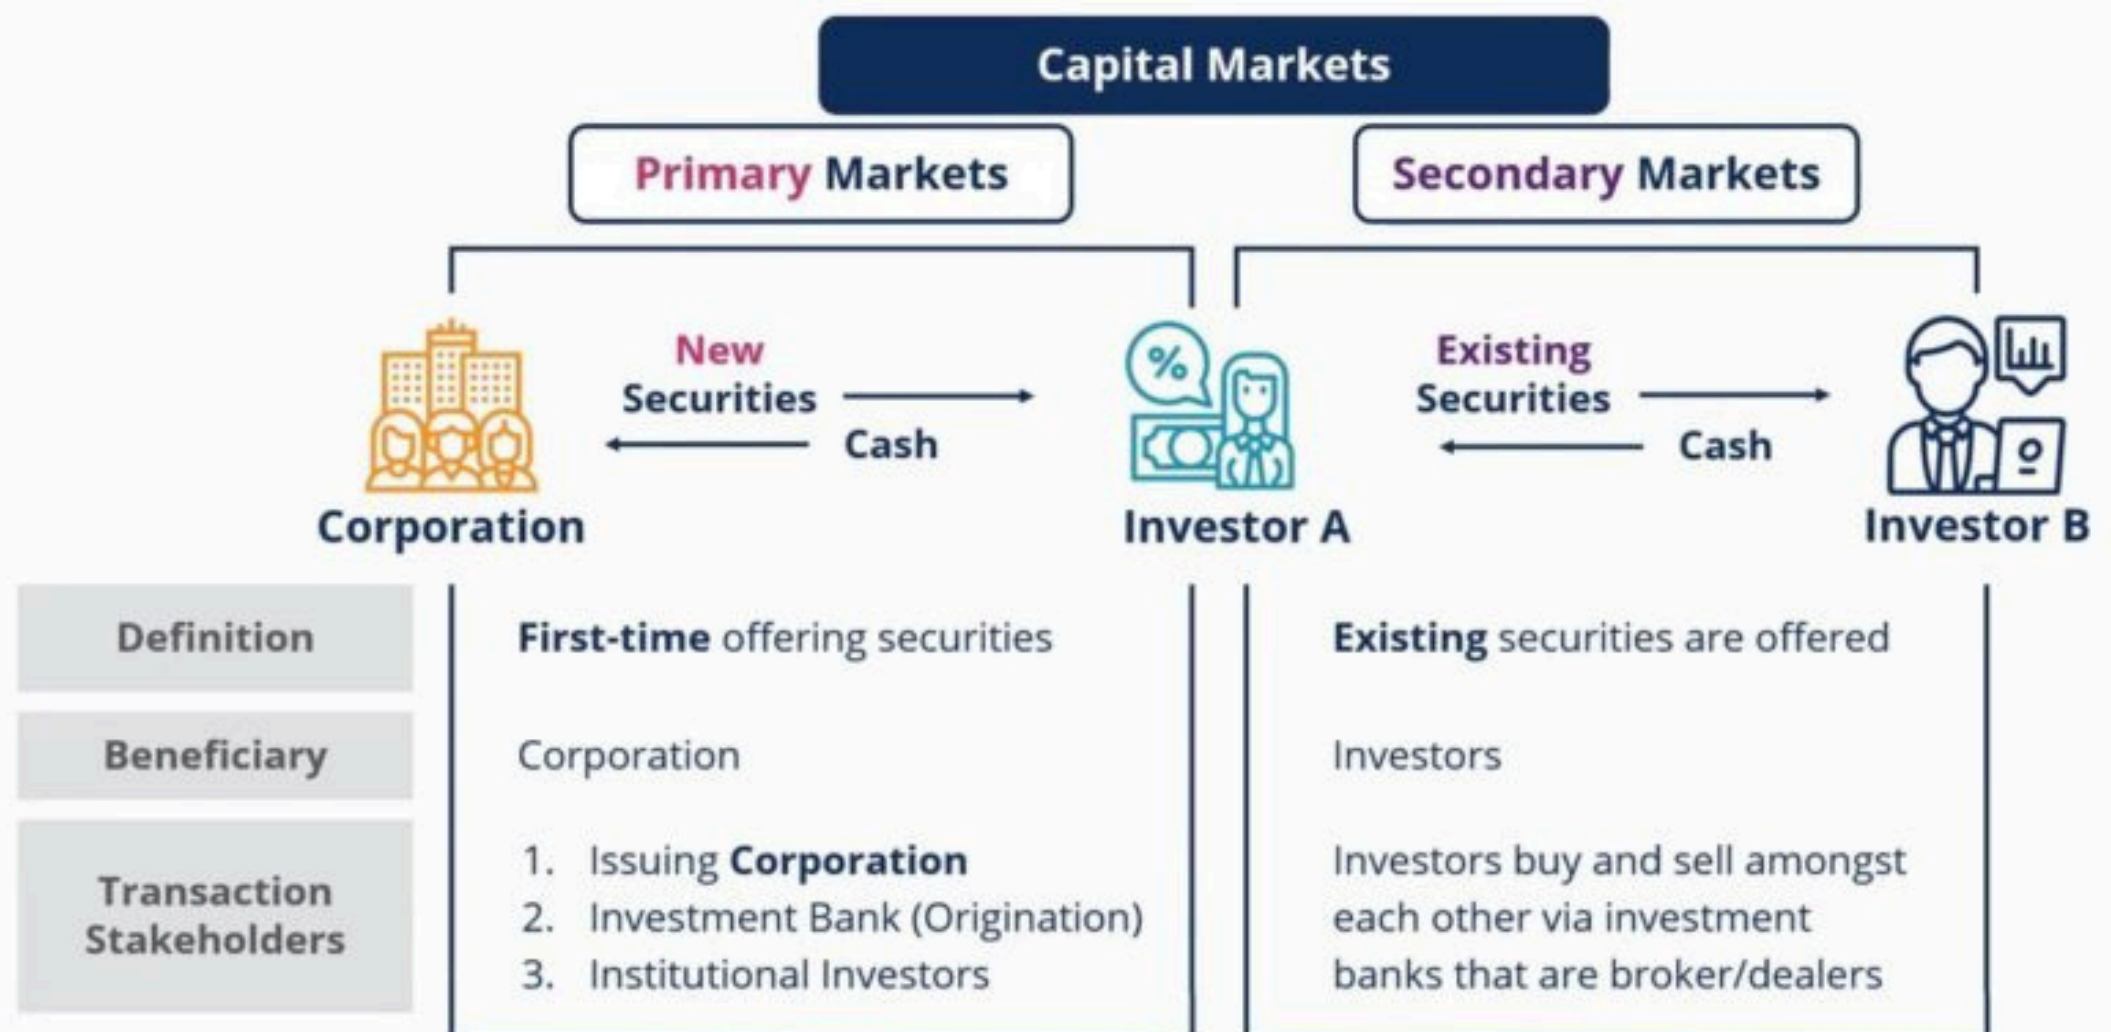 Capital Markets
Primary Markets
Secondary Markets
New
Securities
Cash
Existing
Securities
Cash
%
Corporation
Investor A
Investor B
Definition
First-time offering securities
Existing securities are offered
Beneficiary
Corporation
Investors
Transaction
Stakeholders
1. Issuing Corporation
2. Investment Bank (Origination)
3. Institutional Investors
Investors buy and sell amongst
each other via investment
banks that are broker/dealers